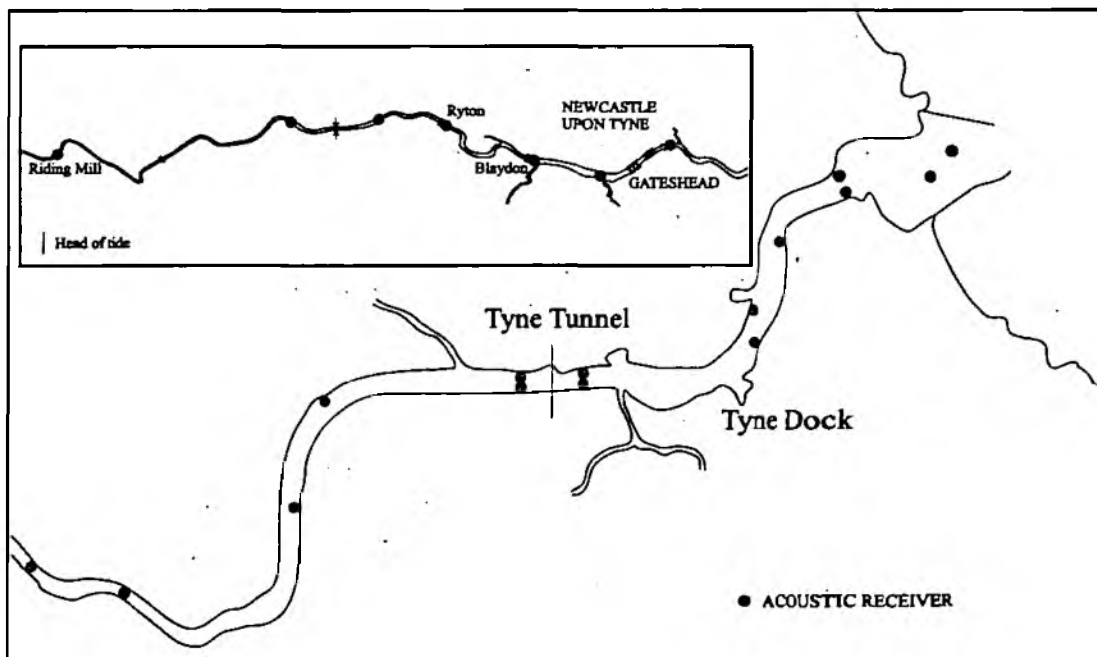 Ryton
NEWCASTLE
UPON TYNE
Riding Mill
Blaydon
GATESHEAD
Head of tide
Tyne Tunnel
Tyne Dock
ACOUSTIC RECEIVER